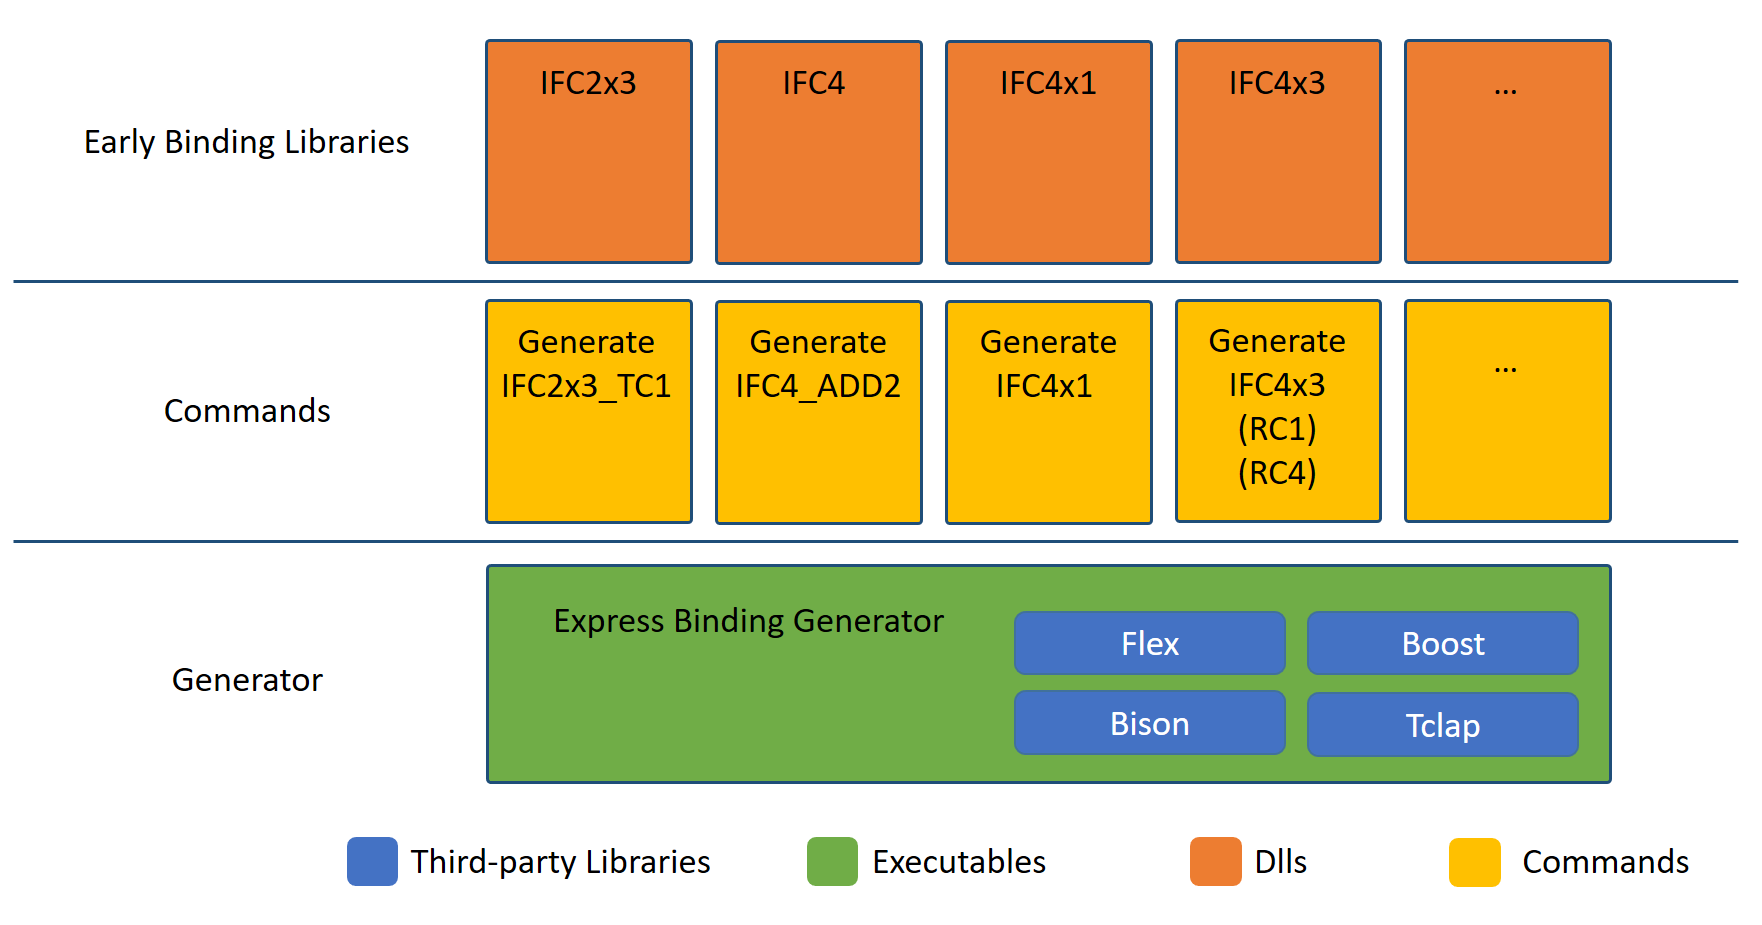 Early Binding Libraries
IFC2x3
IFC4
IFC4x1
IFC4x3
...
Commands
Generate
IFC2x3_TC1
Generate
IFC4_ADD2
Generate
IFC4x1
Generate
IFC4x3
(RC1)
(RC4)
...
Generator
Express Binding Generator
Flex
Boost
Bison
Tclap
Third-party Libraries
Executables
Dlls
Commands